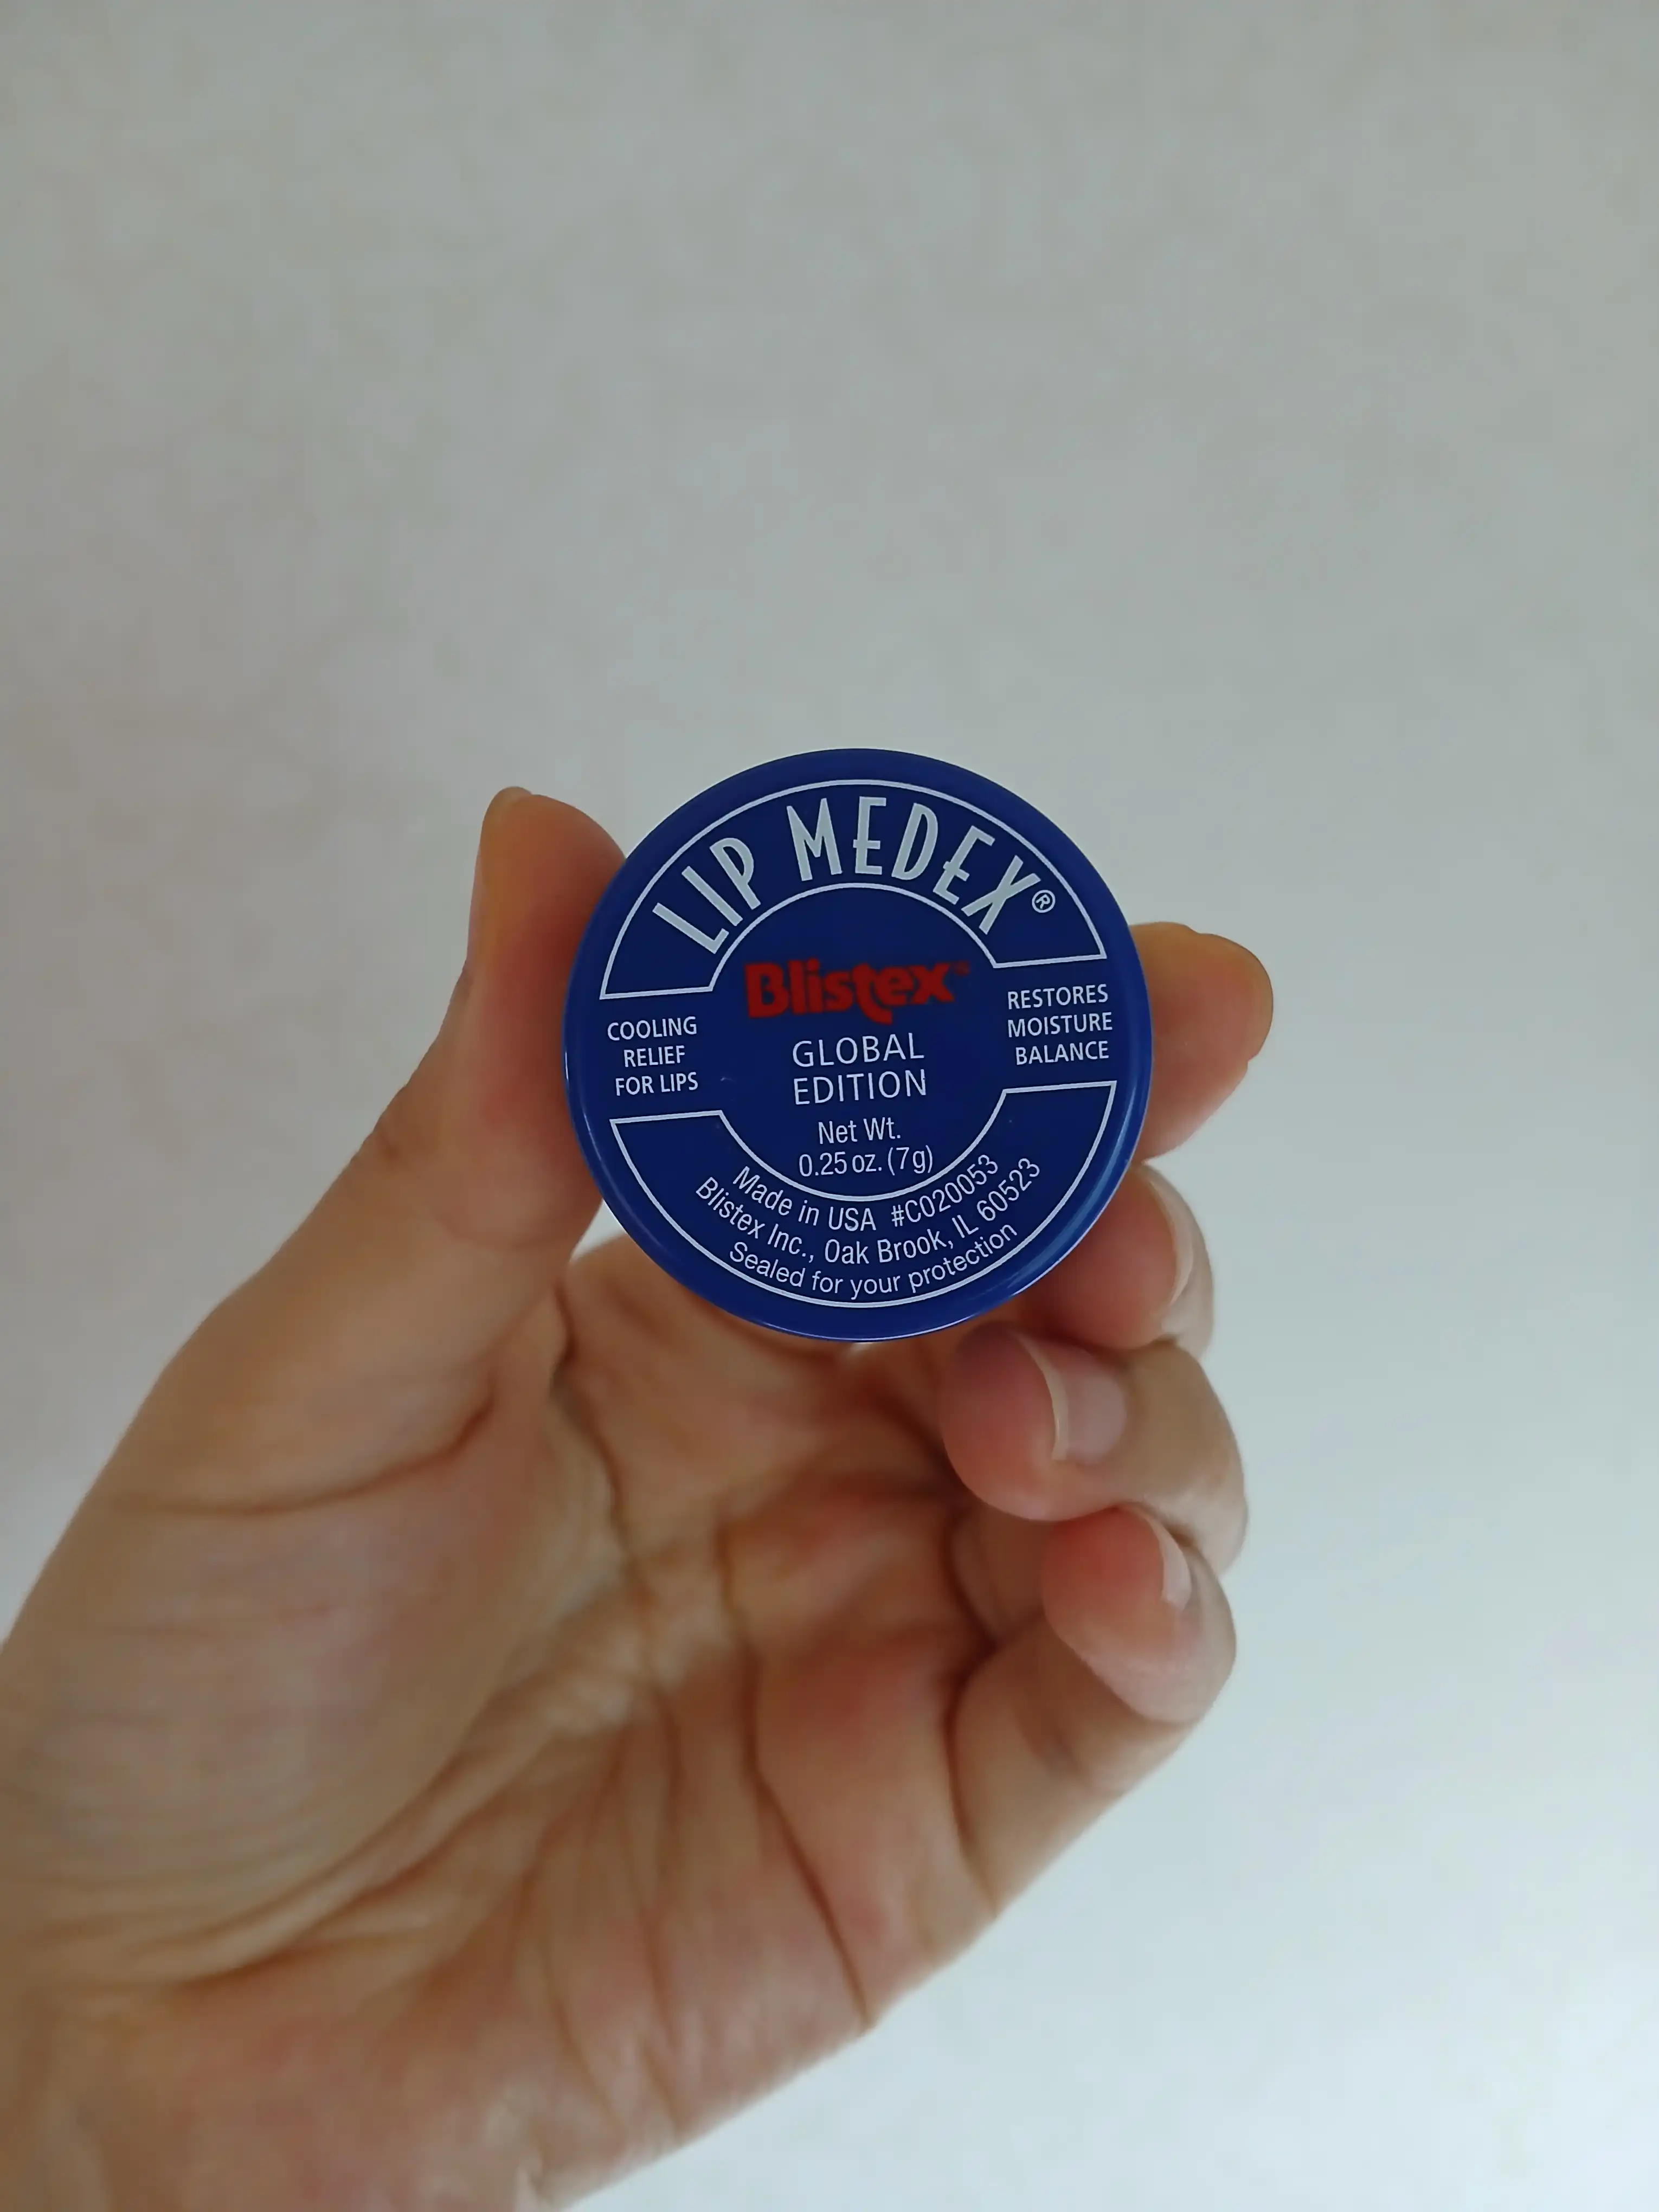 LIP MEDEX®
Blistex®
COOLING
RELIEF
FOR LIPS
GLOBAL
EDITION
RESTORES
MOISTURE
BALANCE
Net Wt.
0.25 oz. (7g)
Made in USA #C020053
Blistex Inc., Oak Brook, IL 60523
Sealed for your protection